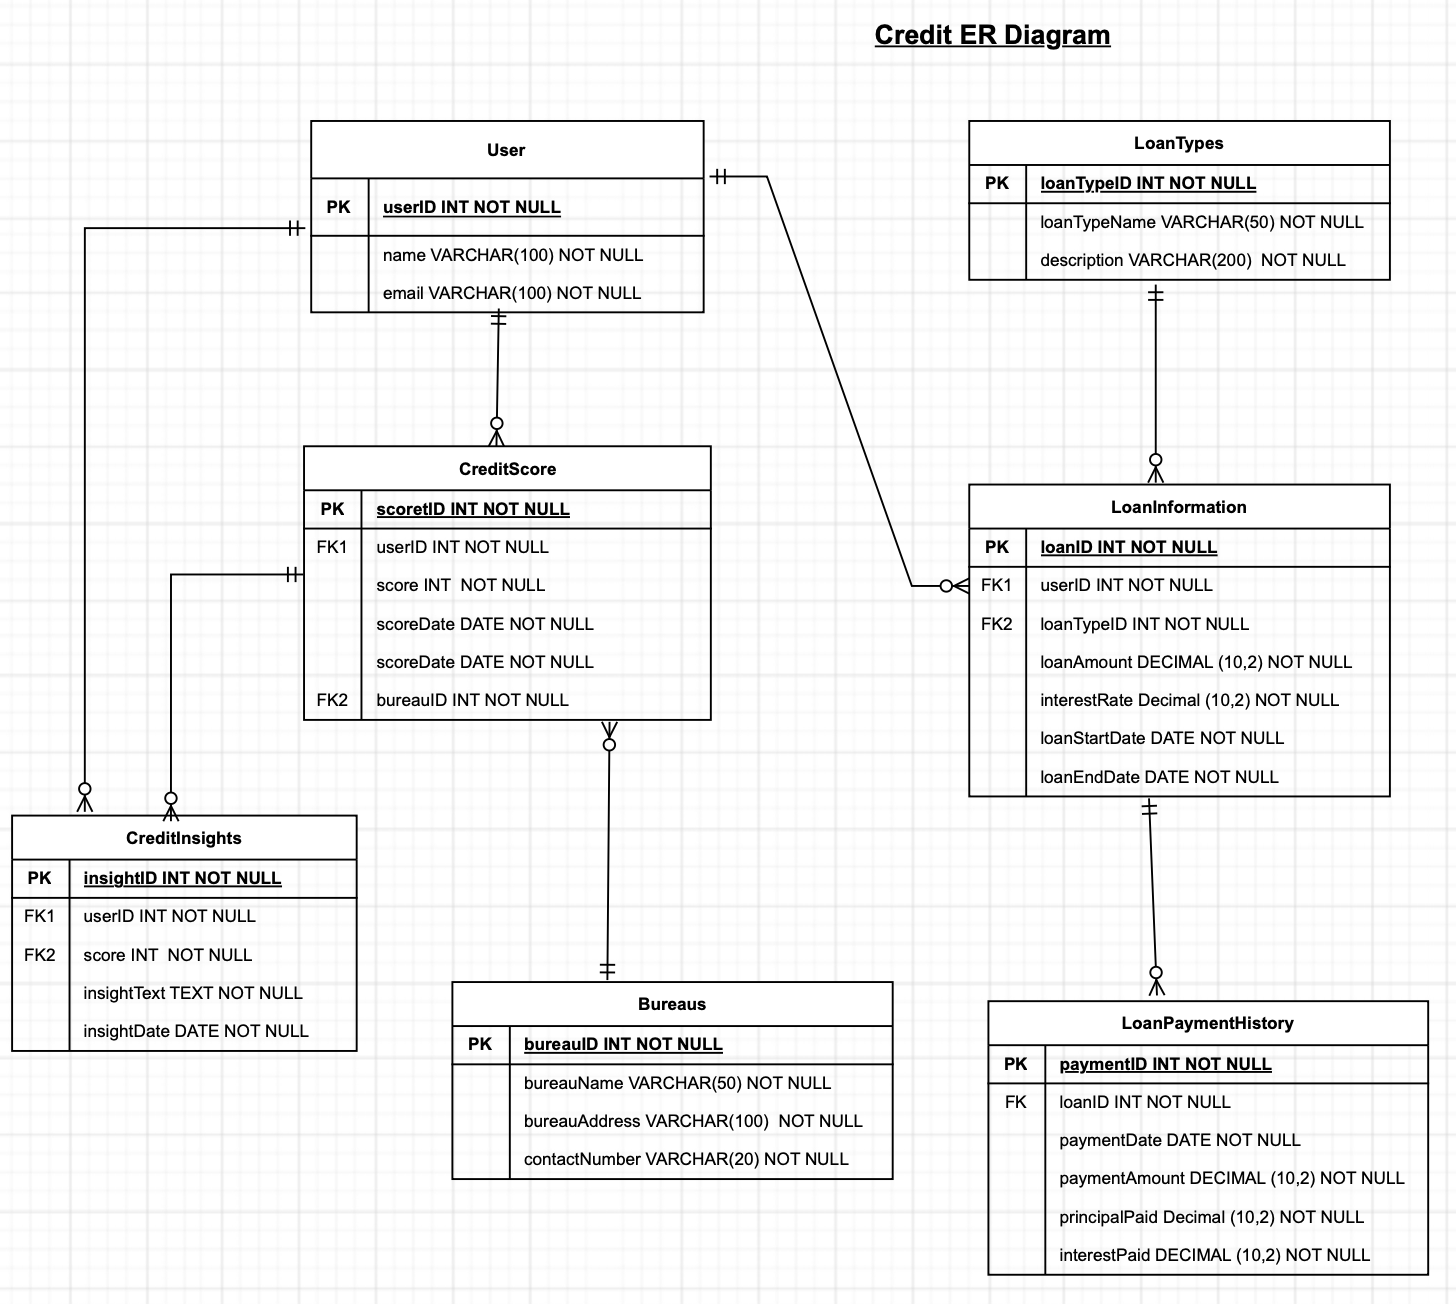 Credit ER Diagram
User
PK userID INT NOT NULL
name VARCHAR(100) NOT NULL
email VARCHAR(100) NOT NULL
LoanTypes
PK loanTypeID INT NOT NULL
loanTypeName VARCHAR(50) NOT NULL
description VARCHAR(200)  NOT NULL
CreditScore
PK scoretID INT NOT NULL
FK1 userID INT NOT NULL
score INT  NOT NULL
scoreDate DATE NOT NULL
scoreDate DATE NOT NULL
FK2 bureauID INT NOT NULL
LoanInformation
PK loanID INT NOT NULL
FK1 userID INT NOT NULL
FK2 loanTypeID INT NOT NULL
loanAmount DECIMAL (10,2) NOT NULL
interestRate Decimal (10,2) NOT NULL
loanStartDate DATE NOT NULL
loanEndDate DATE NOT NULL
CreditInsights
PK insightID INT NOT NULL
FK1 userID INT NOT NULL
FK2 score INT  NOT NULL
insightText TEXT NOT NULL
insightDate DATE NOT NULL
Bureaus
PK bureauID INT NOT NULL
bureauName VARCHAR(50) NOT NULL
bureauAddress VARCHAR(100)  NOT NULL
contactNumber VARCHAR(20) NOT NULL
LoanPaymentHistory
PK paymentID INT NOT NULL
FK loanID INT NOT NULL
paymentDate DATE NOT NULL
paymentAmount DECIMAL (10,2) NOT NULL
principalPaid Decimal (10,2) NOT NULL
interestPaid DECIMAL (10,2) NOT NULL